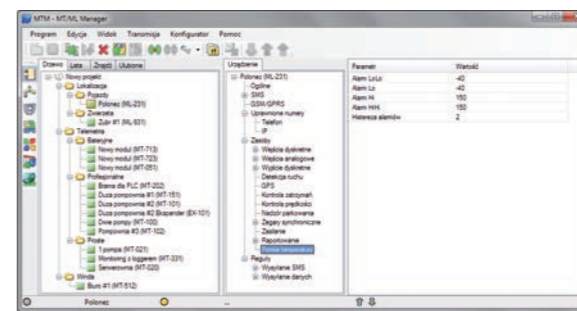 MTM - MT/ML Manager
Program Edycja Widok Transmisja Konfigurator Pomoc
Drzewo Lista Znajdź Ulubione
Nowy projekt
Lokalizacja
Pojazdy
Polonez (ML-231)
Zwierzęta
Żubr #1 (ML-931)
Telemetria
Bateryjne
Nowy moduł (MT-713)
Nowy moduł (MT-723)
Nowy moduł (MT-051)
Profesjonalne
Brama dla PLC (MT-202)
Duża pompownia #1 (MT-151)
Duża pompownia #2 (MT-101)
Duża pompownia #2 Ekspander (EX-101)
Dwie pompy (MT-100)
Pompownia #3 (MT-102)
Proste
1 pompa (MT-021)
Monitoring z loggerem (MT-331)
Serwerownia (MT-020)
Winda
Biuro #1 (MT-512)
Urządzenie
Polonez (ML-231)
Ogólne
SMS
GSM/GPRS
Uprawnione numery
Telefon
IP
Zasoby
Wejścia dyskretne
Wejścia analogowe
Wyjścia dyskretne
Detekcja ruchu
GPS
Kontrola zatrzymań
Kontrola prędkości
Nadzór parkowania
Zegary synchroniczne
Zasilanie
Raportowanie
Pomiar temperatury
Reguły
Wysyłanie SMS
Wysyłanie danych
Parametr Wartość
Alarm LoLo -40
Alarm Lo -40
Alarm Hi 150
Alarm HiHi 150
Histereza alarmów 2
Polonez --